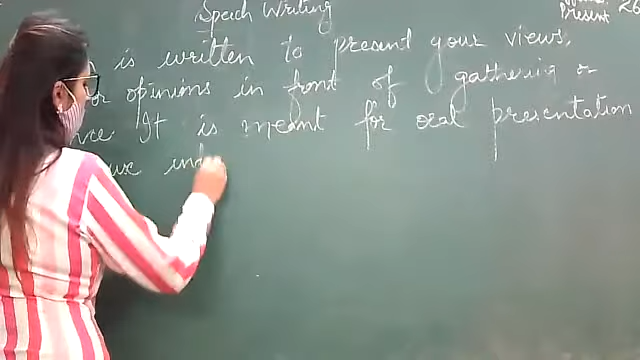 Speech Writing
Present 26
is written to present your views,
or opinions in front of gathering or
It is meant for oral presentation